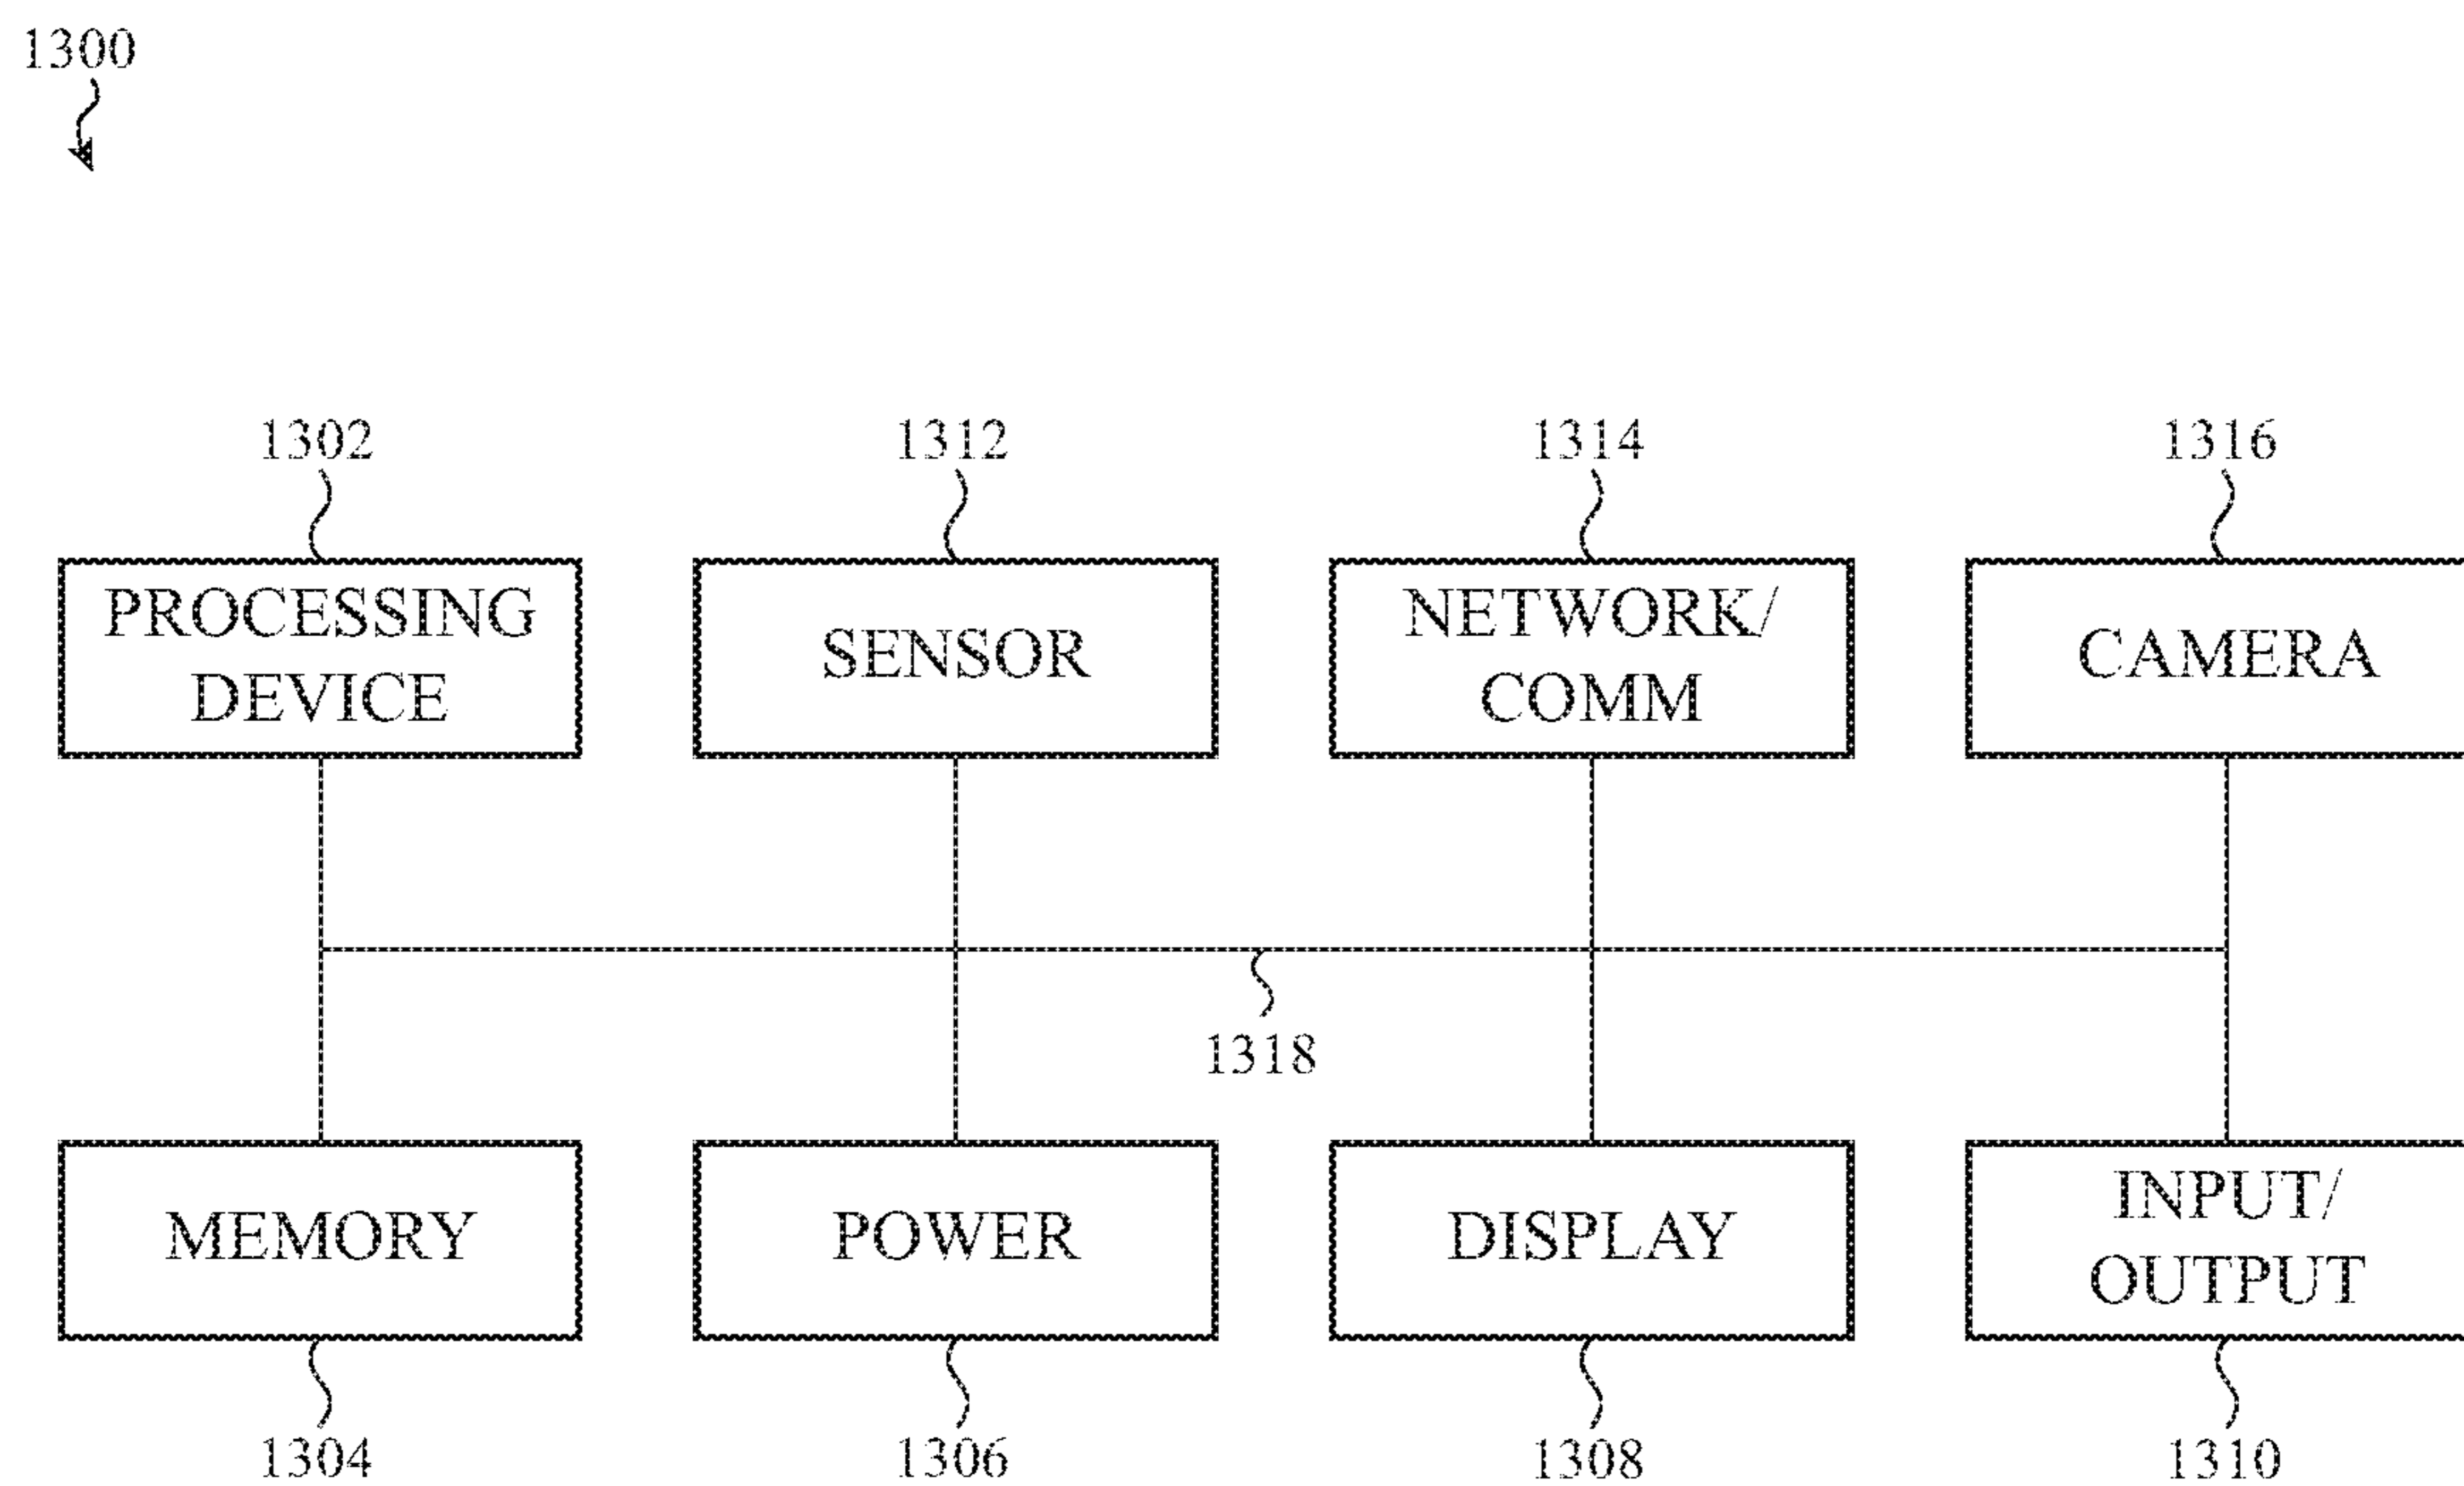 1300
1302
1312
1314
1316
PROCESSING
DEVICE
SENSOR
NETWORK/
COMM
CAMERA
1318
MEMORY
POWER
DISPLAY
INPUT/
OUTPUT
1304
1306
1308
1310